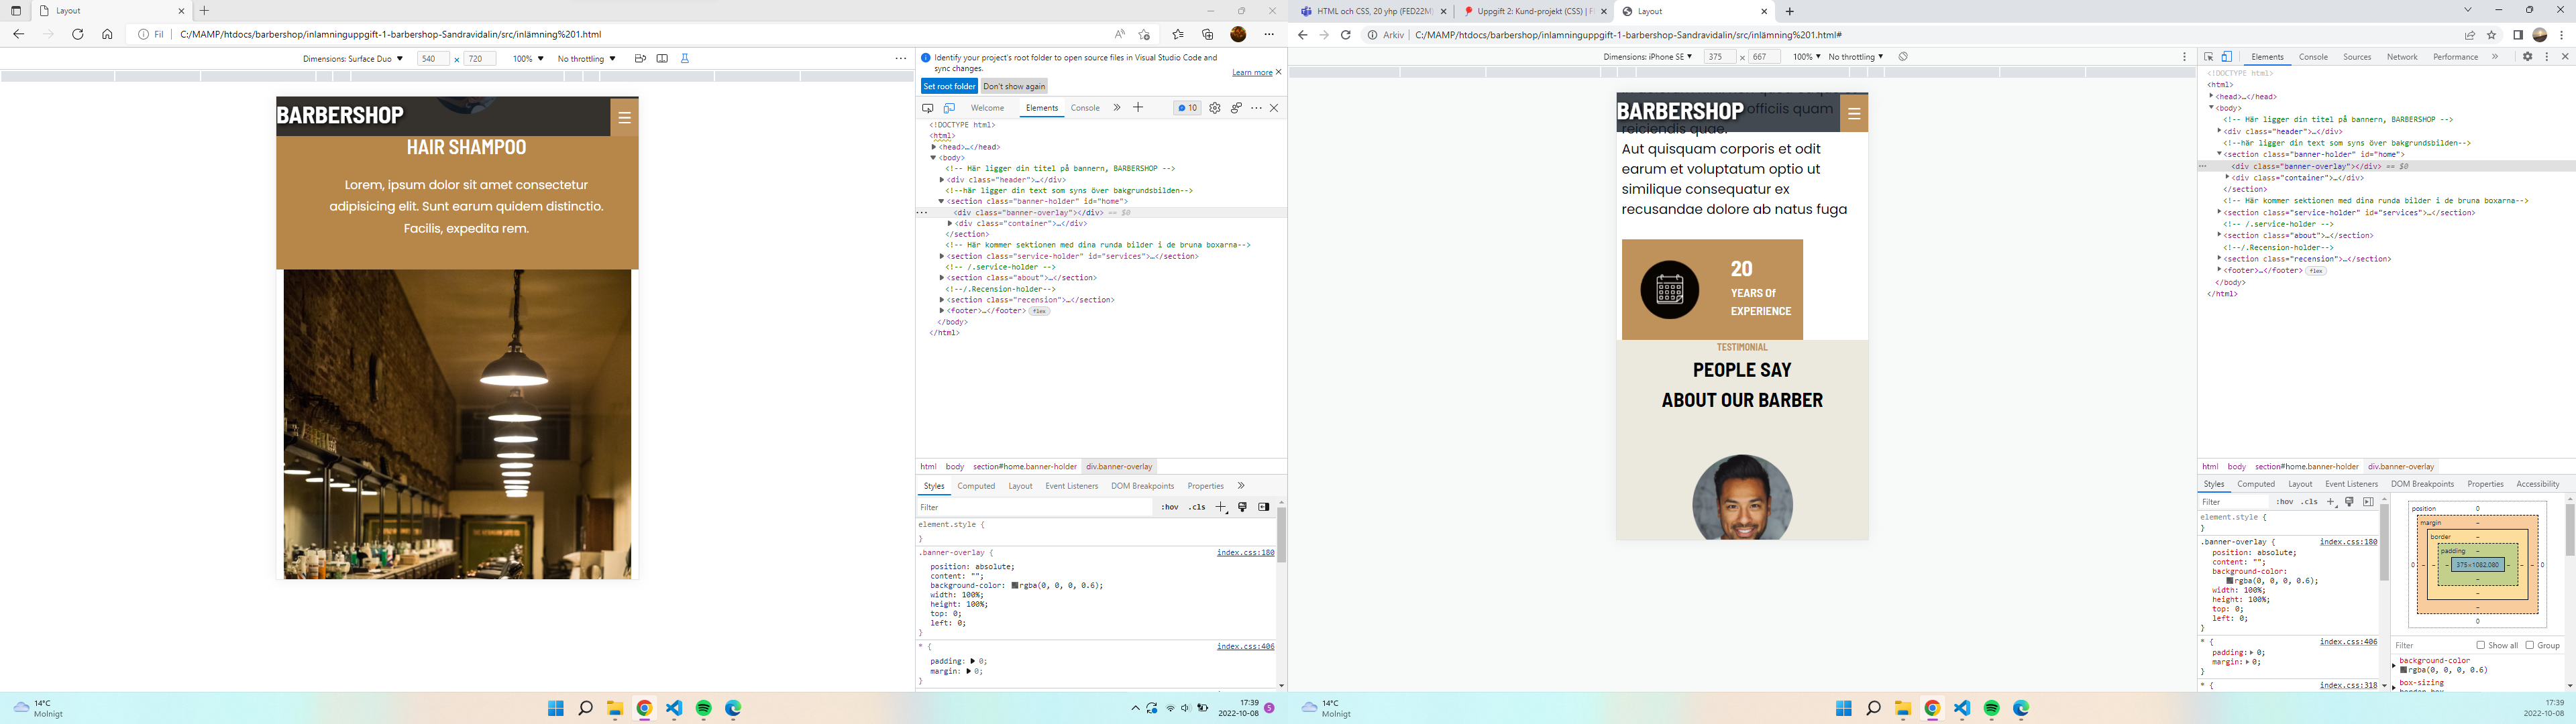 Layout
Fil
C:/MAMP/htdocs/barbershop/inlamninguppgift-1-barbershop-Sandravidalin/src/inlämning%201.html
Dimensions: Surface Duo
540
×
720
100%
No throttling
BARBERSHOP
HAIR SHAMPOO
Lorem, ipsum dolor sit amet consectetur
adipisicing elit. Sunt earum quidem distinctio.
Facilis, expedita rem.
Identify your project's root folder to open source files in Visual Studio Code and
sync changes.
Learn more
Set root folder
Don't show again
Welcome
Elements
Console
10
<!DOCTYPE html>
<html>
<head>…</head>
<body>
<!-- Här ligger din titel på bannern, BARBERSHOP -->
<div class="header">…</div>
<!--här ligger din text som syns över bakgrundsbilden-->
<section class="banner-holder" id="home">
<div class="banner-overlay"></div> == $0
<div class="container">…</div>
</section>
<!-- Här kommer sektionen med dina runda bilder i de bruna boxarna-->
<section class="service-holder" id="services">…</section>
<!-- /.service-holder -->
<section class="about">…</section>
<!--/.Recension-holder-->
<section class="recension">…</section>
<footer>…</footer> flex
</body>
</html>
html body section#home.banner-holder div.banner-overlay
Styles Computed Layout Event Listeners DOM Breakpoints Properties
Filter
:hov .cls
element.style {
}
.banner-overlay {
index.css:180
position: absolute;
content: "";
background-color: rgba(0, 0, 0, 0.6);
width: 100%;
height: 100%;
top: 0;
left: 0;
}
* {
index.css:406
padding: 0;
margin: 0;
}
14°C
Molnigt
17:39
2022-10-08
5
HTML och CSS, 20 yhp (FED22M)
Uppgift 2: Kund-projekt (CSS) |
Layout
Arkiv
C:/MAMP/htdocs/barbershop/inlamninguppgift-1-barbershop-Sandravidalin/src/inlämning%201.html#
Dimensions: iPhone SE
375
×
667
100%
No throttling
BARBERSHOP
officiis quam
reiciendis quae.
Aut quisquam corporis et odit
earum et voluptatum optio ut
similique consequatur ex
recusandae dolore ab natus fuga
20
YEARS Of
EXPERIENCE
TESTIMONIAL
PEOPLE SAY
ABOUT OUR BARBER
Elements Console Sources Network Performance
<!DOCTYPE html>
<html>
<head>…</head>
<body>
<!-- Här ligger din titel på bannern, BARBERSHOP -->
<div class="header">…</div>
<!--här ligger din text som syns över bakgrundsbilden-->
<section class="banner-holder" id="home">
<div class="banner-overlay"></div> == $0
<div class="container">…</div>
</section>
<!-- Här kommer sektionen med dina runda bilder i de bruna boxarna-->
<section class="service-holder" id="services">…</section>
<!-- /.service-holder -->
<section class="about">…</section>
<!--/.Recension-holder-->
<section class="recension">…</section>
<footer>…</footer> flex
</body>
</html>
html body section#home.banner-holder div.banner-overlay
Styles Computed Layout Event Listeners DOM Breakpoints Properties Accessibility
Filter
:hov .cls
element.style {
}
.banner-overlay {
index.css:180
position: absolute;
content: "";
background-color:
rgba(0, 0, 0, 0.6);
width: 100%;
height: 100%;
top: 0;
left: 0;
}
* {
index.css:406
padding: 0;
margin: 0;
}
* {
index.css:318
position 0
margin –
border –
padding –
0 – – – 375×1082.080 – – – 0
–
–
–
0
Filter
Show all
Group
background-color
rgba(0, 0, 0, 0.6)
box-sizing
border-box
14°C
Molnigt
17:39
2022-10-08